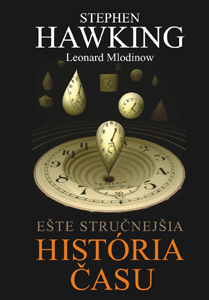 STEPHEN
HAWKING
Leonard Mlodinow
EŠTE STRUČNEJŠIA
HISTÓRIA
ČASU